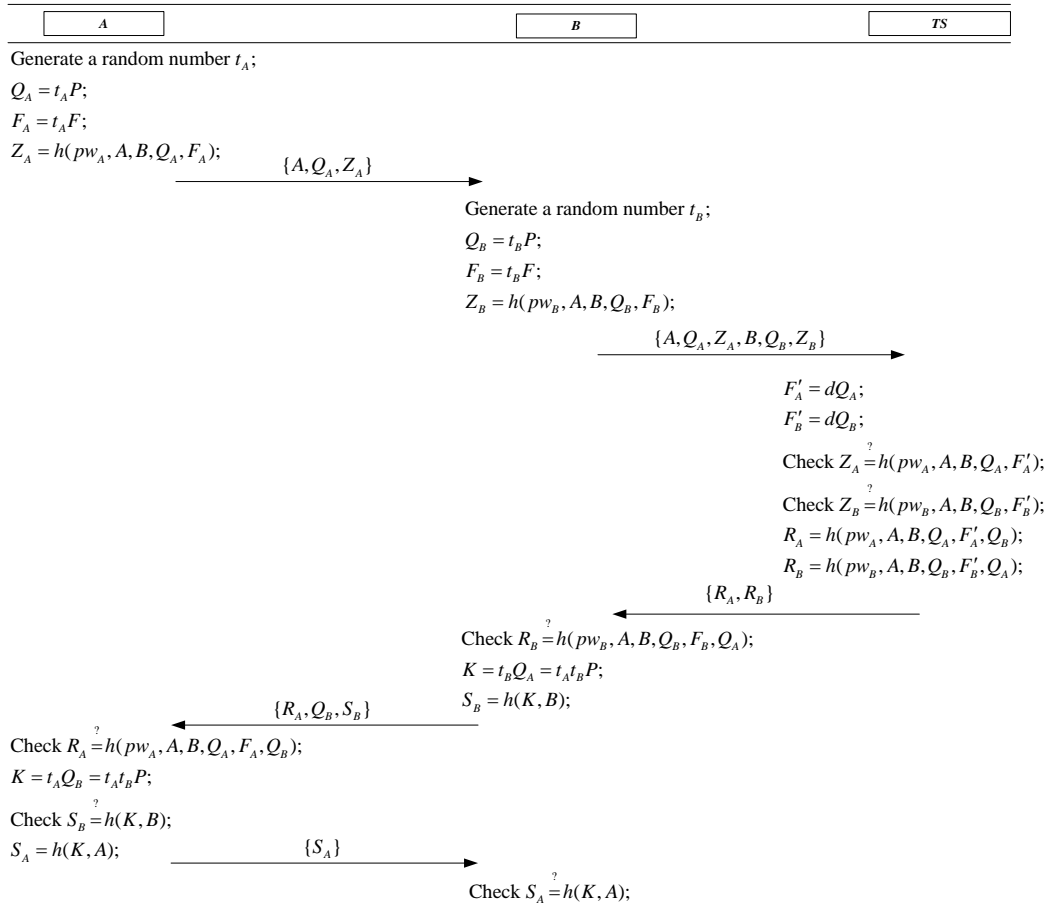 A B TS
Generate a random number t_A;
Q_A = t_A P;
F_A = t_A F;
Z_A = h(pw_A, A, B, Q_A, F_A);
{A, Q_A, Z_A}
Generate a random number t_B;
Q_B = t_B P;
F_B = t_B F;
Z_B = h(pw_B, A, B, Q_B, F_B);
{A, Q_A, Z_A, B, Q_B, Z_B}
F′_A = dQ_A;
F′_B = dQ_B;
Check Z_A =? h(pw_A, A, B, Q_A, F′_A);
Check Z_B =? h(pw_B, A, B, Q_B, F′_B);
R_A = h(pw_A, A, B, Q_A, F′_A, Q_B);
R_B = h(pw_B, A, B, Q_B, F′_B, Q_A);
{R_A, R_B}
Check R_B =? h(pw_B, A, B, Q_B, F_B, Q_A);
K = t_B Q_A = t_A t_B P;
S_B = h(K, B);
{R_A, Q_B, S_B}
Check R_A =? h(pw_A, A, B, Q_A, F_A, Q_B);
K = t_A Q_B = t_A t_B P;
Check S_B =? h(K, B);
S_A = h(K, A);
{S_A}
Check S_A =? h(K, A);